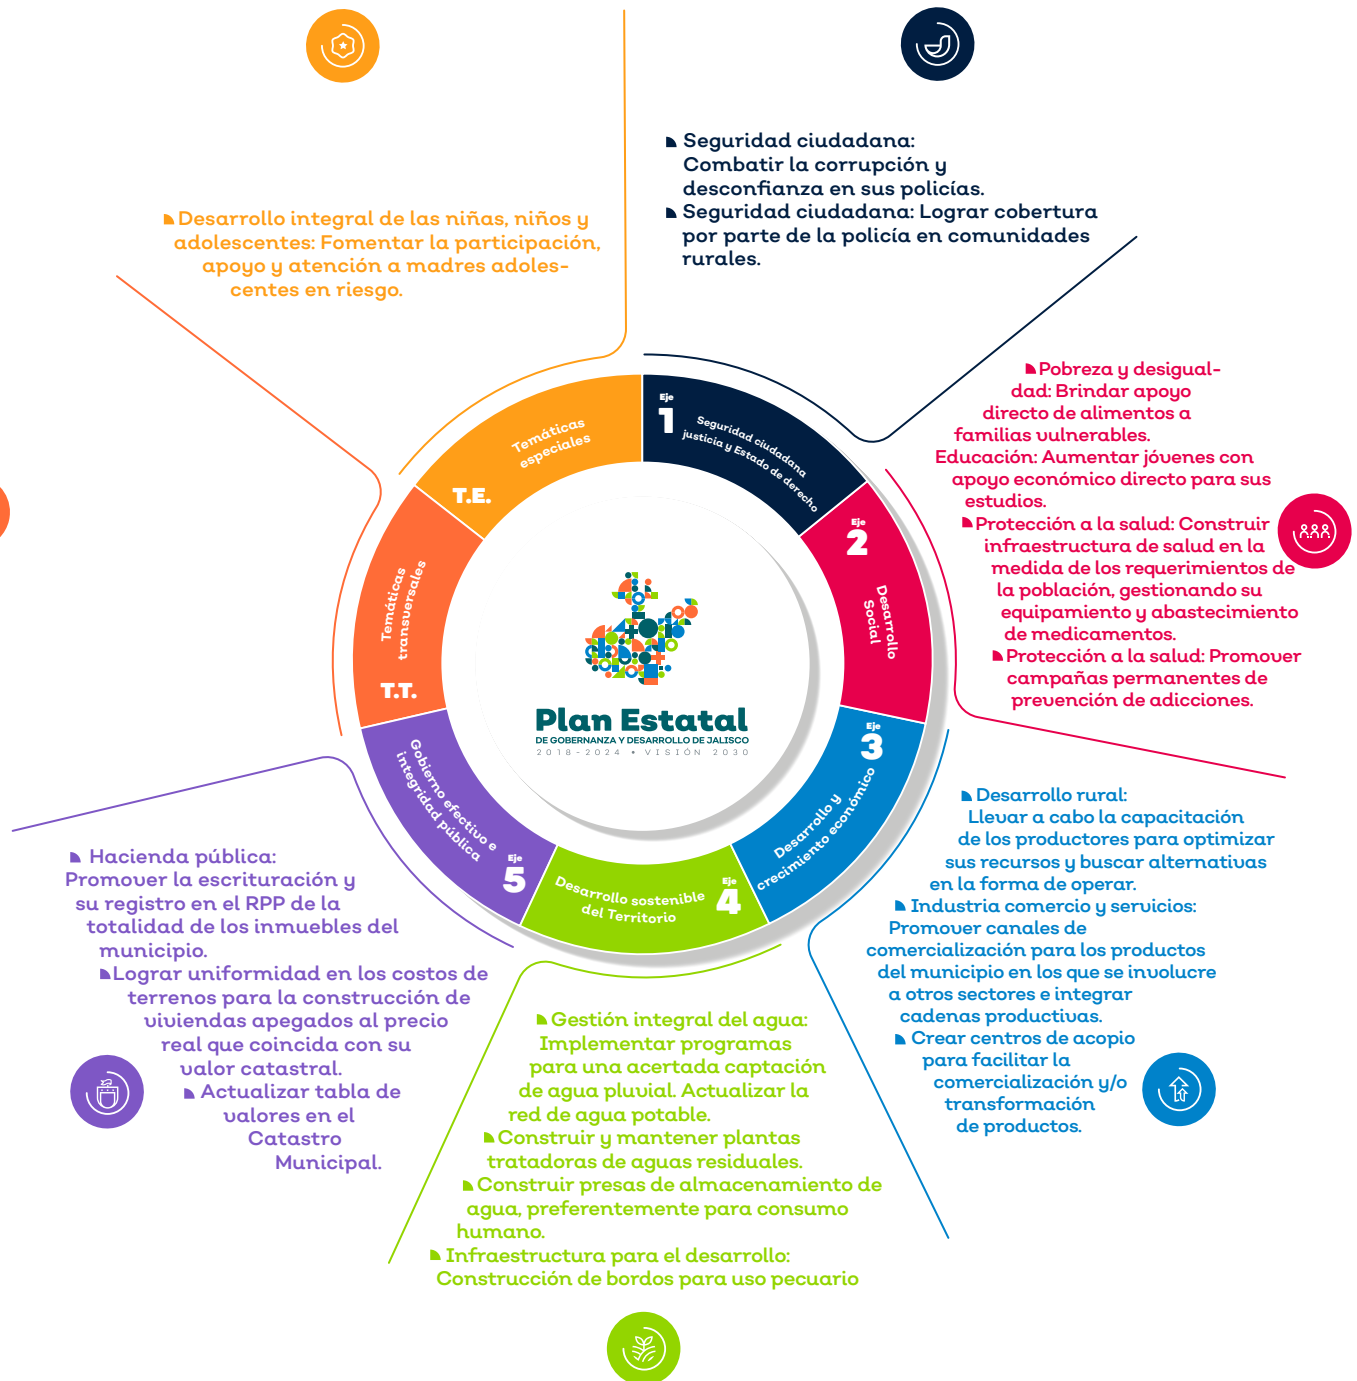 Seguridad ciudadana:
Combatir la corrupción y
desconfianza en sus policías.
Seguridad ciudadana: Lograr cobertura
por parte de la policía en comunidades
rurales.
Desarrollo integral de las niñas, niños y
adolescentes: Fomentar la participación,
apoyo y atención a madres adoles-
centes en riesgo.
Pobreza y desigual-
dad: Brindar apoyo
directo de alimentos a
familias vulnerables.
Educación: Aumentar jóvenes con
apoyo económico directo para sus
estudios.
Protección a la salud: Construir
infraestructura de salud en la
medida de los requerimientos de
la población, gestionando su
equipamiento y abastecimiento
de medicamentos.
Protección a la salud: Promover
campañas permanentes de
prevención de adicciones.
Temáticas
especiales
T.E.
Eje
1
Seguridad ciudadana
justicia y Estado de derecho
Eje
2
Desarrollo
Social
Temáticas
transversales
T.T.
Plan Estatal
DE GOBERNANZA Y DESARROLLO DE JALISCO
2018-2024 • VISIÓN 2030
Eje
3
Desarrollo y
crecimiento económico
Eje
4
Desarrollo sostenible
del Territorio
Eje
5
Gobierno efectivo e
integridad pública
Desarrollo rural:
Llevar a cabo la capacitación
de los productores para optimizar
sus recursos y buscar alternativas
en la forma de operar.
Industria comercio y servicios:
Promover canales de
comercialización para los productos
del municipio en los que se involucre
a otros sectores e integrar
cadenas productivas.
Crear centros de acopio
para facilitar la
comercialización y/o
transformación
de productos.
Hacienda pública:
Promover la escrituración y
su registro en el RPP de la
totalidad de los inmuebles del
municipio.
Lograr uniformidad en los costos de
terrenos para la construcción de
viviendas apegados al precio
real que coincida con su
valor catastral.
Actualizar tabla de
valores en el
Catastro
Municipal.
Gestión integral del agua:
Implementar programas
para una acertada captación
de agua pluvial. Actualizar la
red de agua potable.
Construir y mantener plantas
tratadoras de aguas residuales.
Construir presas de almacenamiento de
agua, preferentemente para consumo
humano.
Infraestructura para el desarrollo:
Construcción de bordos para uso pecuario